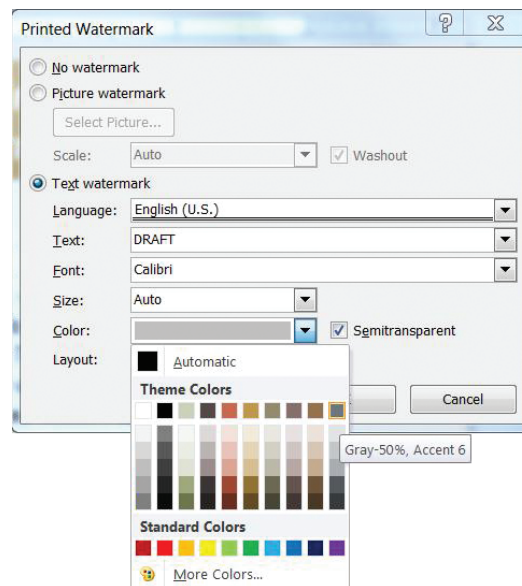 Printed Watermark
No watermark
Picture watermark
Select Picture...
Scale: Auto Washout
Text watermark
Language: English (U.S.)
Text: DRAFT
Font: Calibri
Size: Auto
Color: Semitransparent
Layout:
Automatic
Theme Colors
Cancel
Gray-50%, Accent 6
Standard Colors
More Colors...